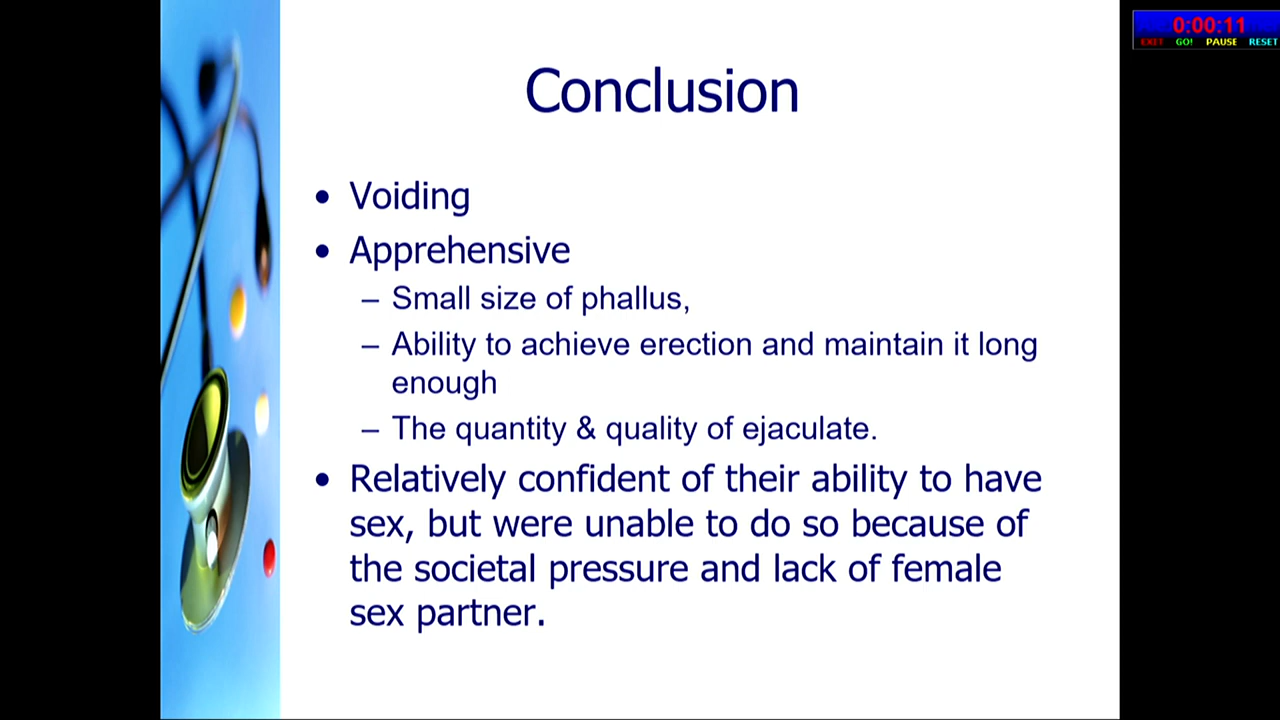 0:00:11
EXIT GO! PAUSE RESET
Conclusion
• Voiding
• Apprehensive
– Small size of phallus,
– Ability to achieve erection and maintain it long
enough
– The quantity & quality of ejaculate.
• Relatively confident of their ability to have
sex, but were unable to do so because of
the societal pressure and lack of female
sex partner.